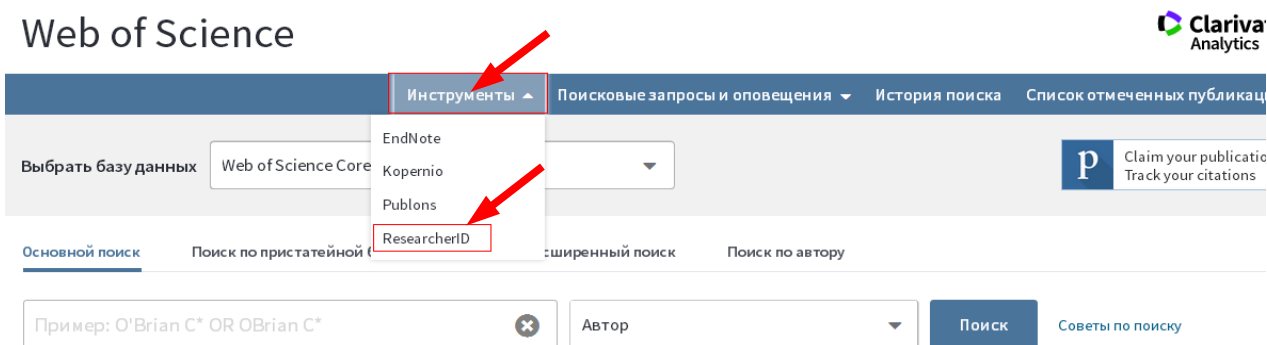 Web of Science
Clarivat
Analytics
Инструменты
Поисковые запросы и оповещения
История поиска
Список отмеченных публикац
EndNote
Kopernio
Publons
ResearcherID
Выбрать базу данных
Web of Science Core
Claim your publicatio
Track your citations
Основной поиск
Поиск по пристатейной б
сширенный поиск
Поиск по автору
Пример: O'Brian C* OR OBrian C*
Автор
Поиск
Советы по поиску